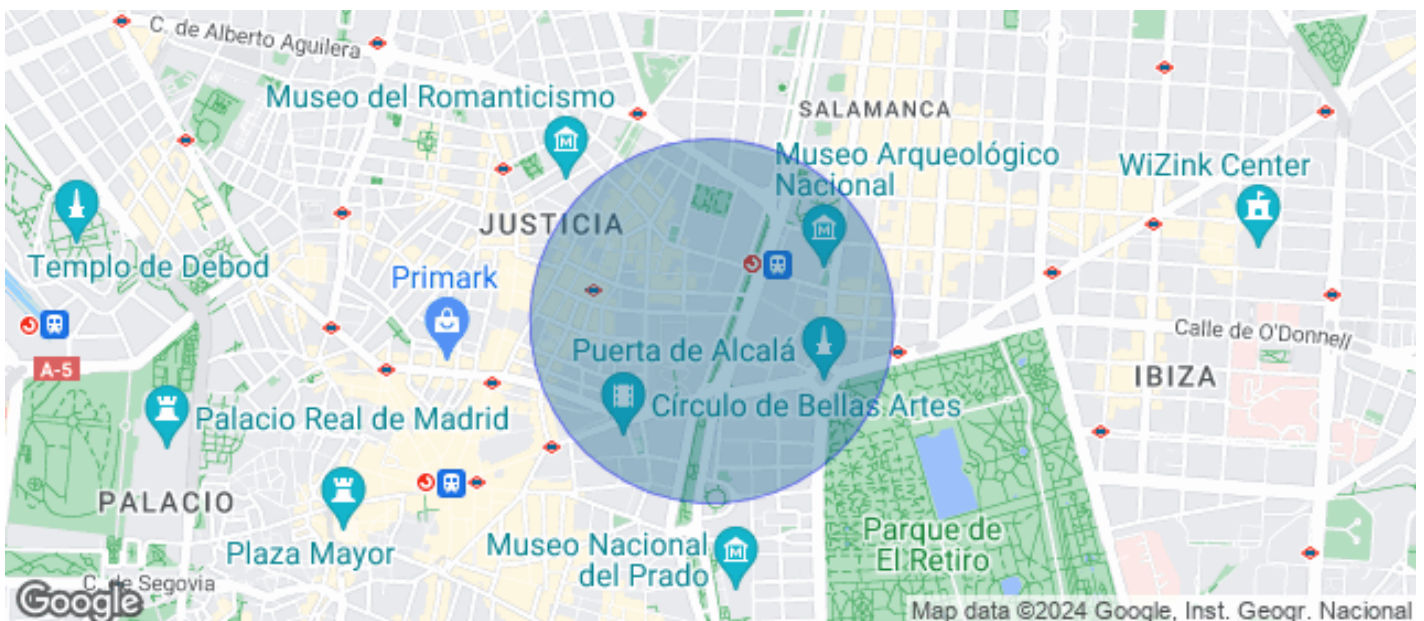 C. de Alberto Aguilera
Museo del Romanticismo
SALAMANCA
Museo Arqueológico
Nacional
WiZink Center
JUSTICIA
Templo de Debod
Primark
Puerta de Alcalá
Calle de O'Donnell
A-5
IBIZA
Palacio Real de Madrid
Círculo de Bellas Artes
PALACIO
Plaza Mayor
Museo Nacional
del Prado
Parque de
El Retiro
C. de Segovia
Google
Map data ©2024 Google, Inst. Geogr. Nacional